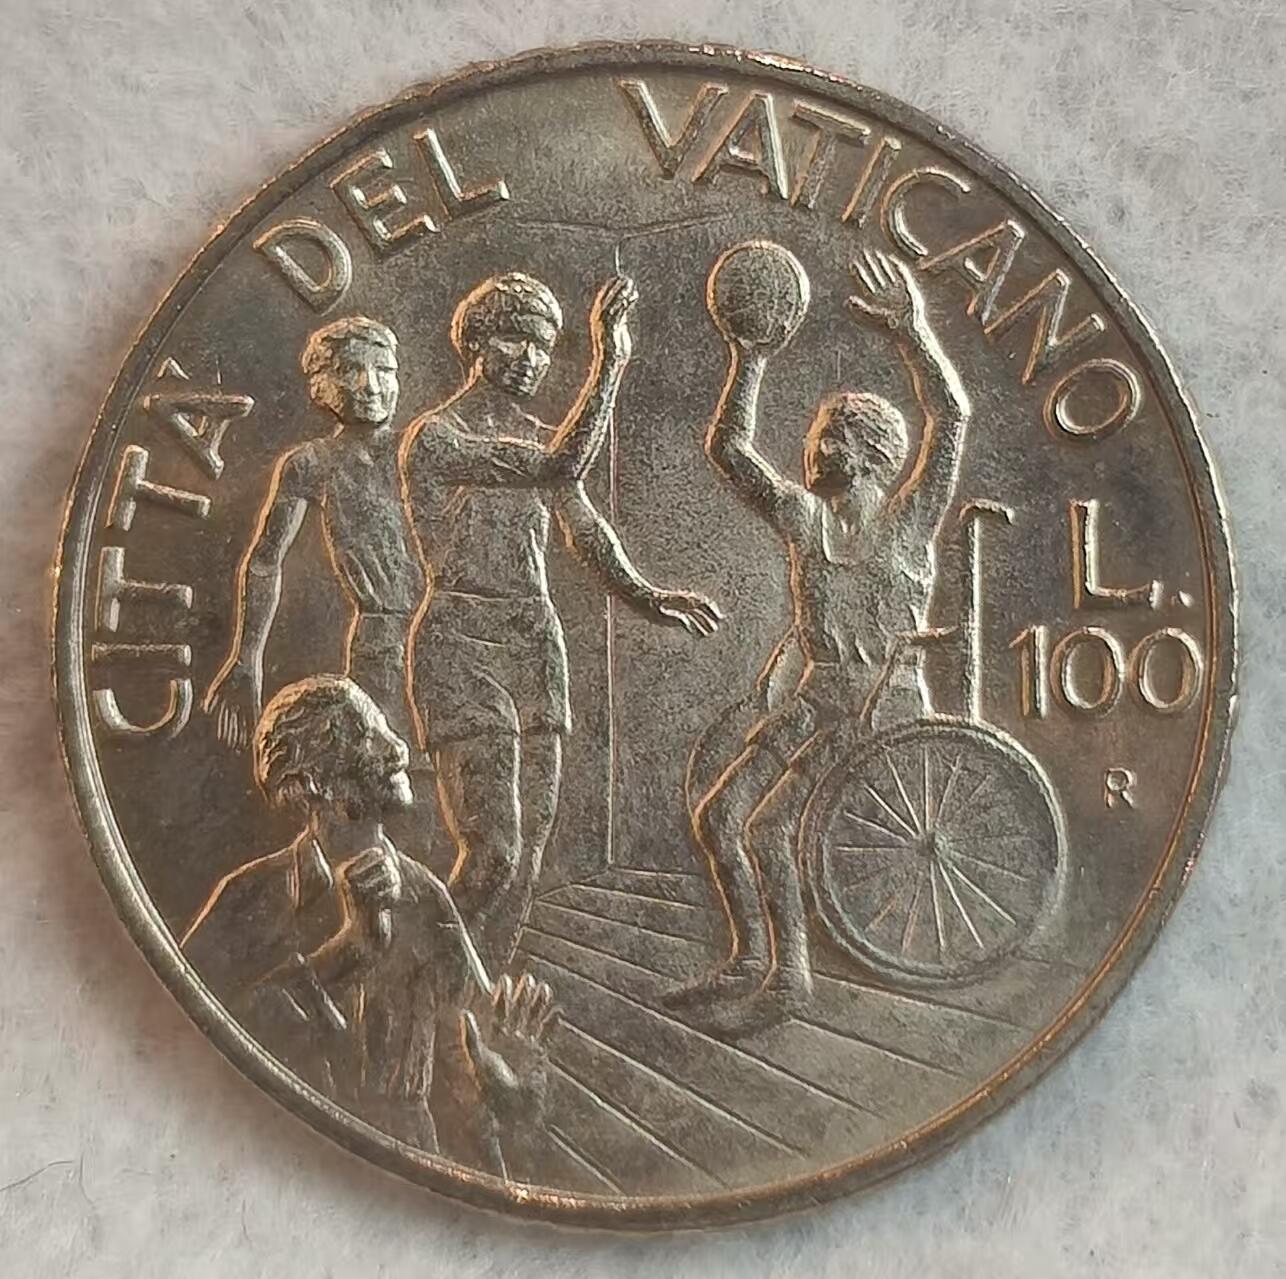 CITTA' DEL VATICANO
L.
100
R